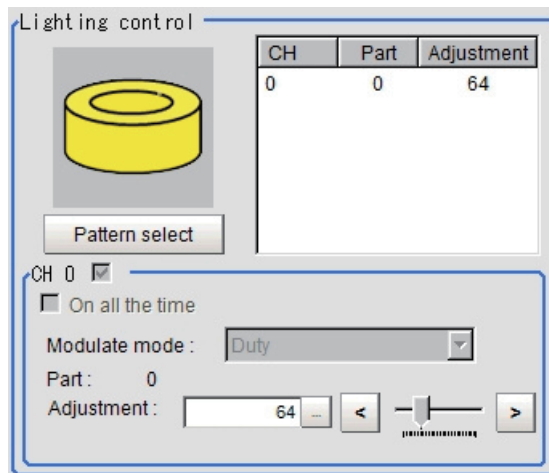 Lighting control
CH Part Adjustment
0 0 64
Pattern select
CH 0
On all the time
Modulate mode : Duty
Part : 0
Adjustment : 64 ... < >